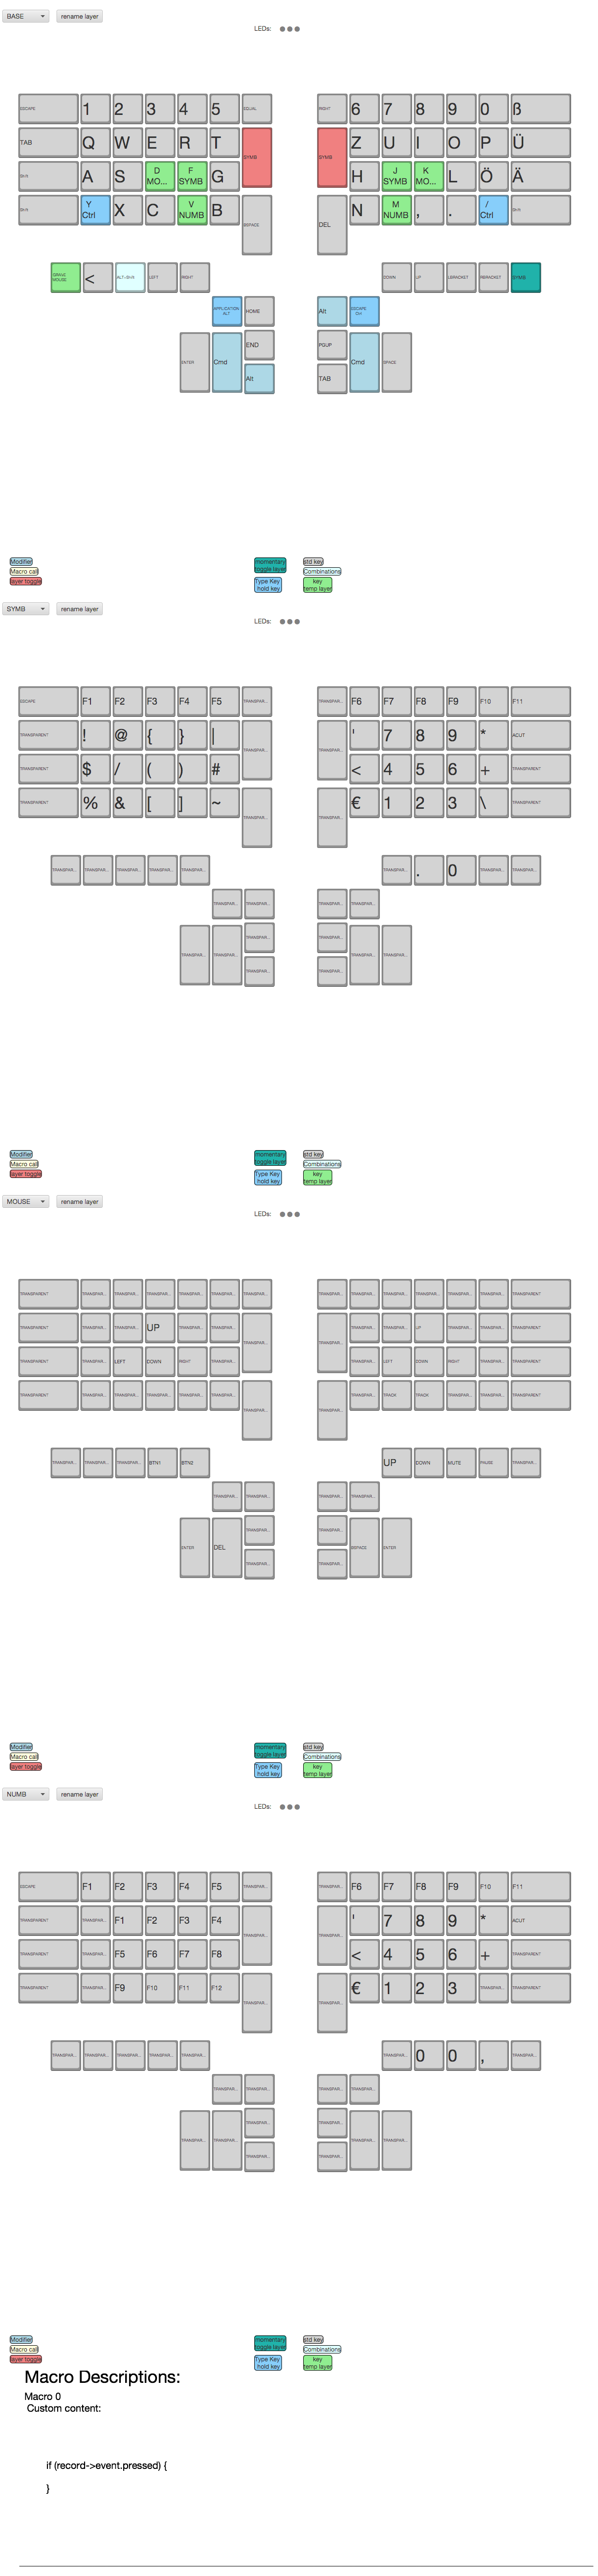 BASE rename layer
LEDs:
ESCAPE 1 2 3 4 5 EQUAL.. RIGHT 6 7 8 9 0 ß
TAB Q W E R T SYMB SYMB Z U I O P Ü
Shift A S D MO... F SYMB G H J SYMB K MO... L Ö Ä
Shift Y Ctrl X C V NUMB B BSPACE DEL N M NUMB , . / Ctrl Shift
GRAVE MOUSE < ALT-Shift LEFT RIGHT DOWN UP LBRACKET RBRACKET SYMB
APPLICATION ALT HOME Alt ESCAPE Ctrl
ENTER Cmd END PGUP Cmd SPACE
Alt TAB
Modifier momentary toggle layer std key
Macro call Combinations
layer toggle Type Key hold key key temp layer
SYMB rename layer
LEDs:
ESCAPE F1 F2 F3 F4 F5 TRANSPAR... TRANSPAR... F6 F7 F8 F9 F10 F11
TRANSPARENT ! @ { } | TRANSPAR... TRANSPAR... ' 7 8 9 * ACUT
TRANSPARENT $ / ( ) # < 4 5 6 + TRANSPARENT
TRANSPARENT % & [ ] ~ TRANSPAR... TRANSPAR... € 1 2 3 \ TRANSPARENT
TRANSPAR... TRANSPAR... TRANSPAR... TRANSPAR... TRANSPAR... TRANSPAR... . 0 TRANSPAR... TRANSPAR...
TRANSPAR... TRANSPAR... TRANSPAR... TRANSPAR...
TRANSPAR... TRANSPAR... TRANSPAR... TRANSPAR... TRANSPAR... TRANSPAR...
TRANSPAR... TRANSPAR...
Modifier momentary toggle layer std key
Macro call Combinations
layer toggle Type Key hold key key temp layer
MOUSE rename layer
LEDs:
TRANSPARENT TRANSPAR... TRANSPAR... TRANSPAR... TRANSPAR... TRANSPAR... TRANSPAR... TRANSPAR... TRANSPAR... TRANSPAR... TRANSPAR... TRANSPAR... TRANSPAR... TRANSPARENT
TRANSPARENT TRANSPAR... TRANSPAR... UP TRANSPAR... TRANSPAR... TRANSPAR... TRANSPAR... TRANSPAR... TRANSPAR... UP TRANSPAR... TRANSPAR... TRANSPARENT
TRANSPARENT TRANSPAR... LEFT DOWN RIGHT TRANSPAR... TRANSPAR... LEFT DOWN RIGHT TRANSPAR... TRANSPARENT
TRANSPARENT TRANSPAR... TRANSPAR... TRANSPAR... TRANSPAR... TRANSPAR... TRANSPAR... TRANSPAR... TRANSPAR... TRACK TRACK TRANSPAR... TRANSPAR... TRANSPARENT
TRANSPAR... TRANSPAR... TRANSPAR... BTN1 BTN2 UP DOWN MUTE PAUSE TRANSPAR...
TRANSPAR... TRANSPAR... TRANSPAR... TRANSPAR...
ENTER DEL TRANSPAR... TRANSPAR... BSPACE ENTER
TRANSPAR... TRANSPAR...
Modifier momentary toggle layer std key
Macro call Combinations
layer toggle Type Key hold key key temp layer
NUMB rename layer
LEDs:
ESCAPE F1 F2 F3 F4 F5 TRANSPAR... TRANSPAR... F6 F7 F8 F9 F10 F11
TRANSPARENT TRANSPAR... F1 F2 F3 F4 TRANSPAR... TRANSPAR... ' 7 8 9 * ACUT
TRANSPARENT TRANSPAR... F5 F6 F7 F8 < 4 5 6 + TRANSPARENT
TRANSPARENT TRANSPAR... F9 F10 F11 F12 TRANSPAR... TRANSPAR... € 1 2 3 TRANSPAR... TRANSPARENT
TRANSPAR... TRANSPAR... TRANSPAR... TRANSPAR... TRANSPAR... TRANSPAR... 0 0 , TRANSPAR...
TRANSPAR... TRANSPAR... TRANSPAR... TRANSPAR...
TRANSPAR... TRANSPAR... TRANSPAR... TRANSPAR... TRANSPAR... TRANSPAR...
TRANSPAR... TRANSPAR...
Modifier momentary toggle layer std key
Macro call Combinations
layer toggle Type Key hold key key temp layer
Macro Descriptions:
Macro 0
Custom content:
if (record->event.pressed) {
}